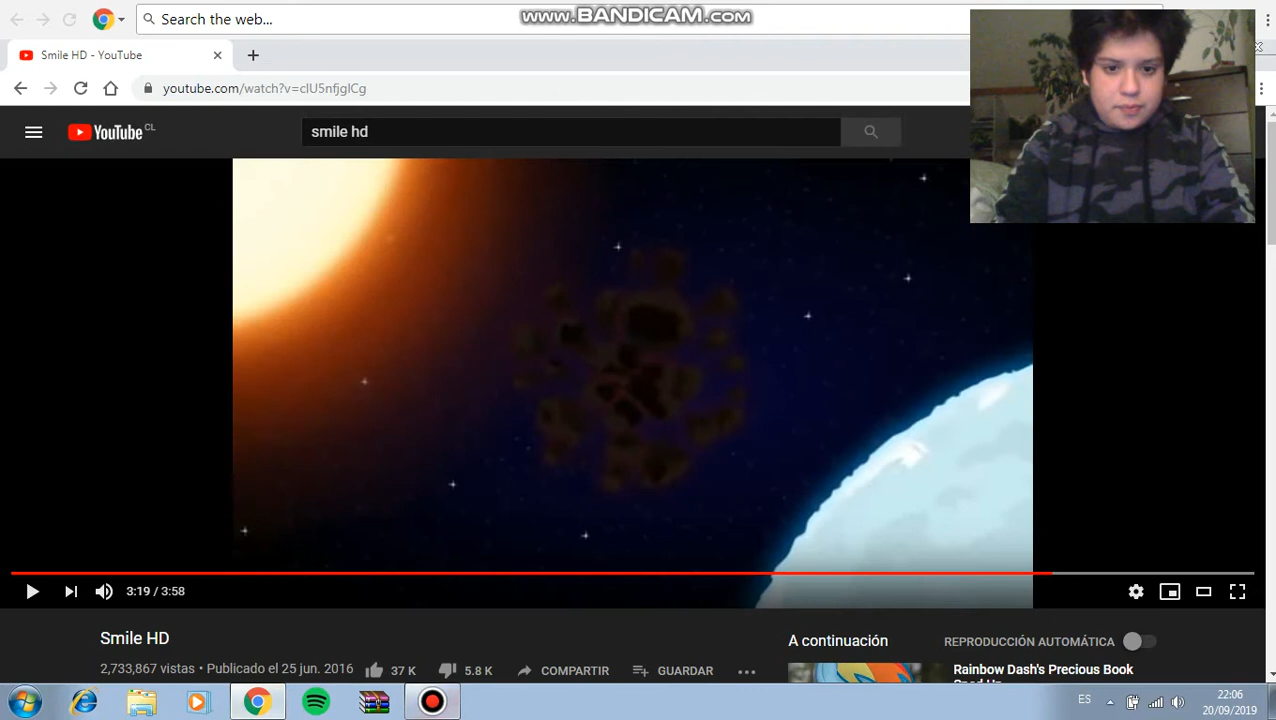 Search the web...
www.BANDICAM.com
Smile HD - YouTube
youtube.com/watch?v=clU5nfjglCg
YouTube CL
smile hd
3:19 / 3:58
Smile HD
2,733,867 vistas • Publicado el 25 jun. 2016
37 K
5.8 K
COMPARTIR
GUARDAR
A continuación
REPRODUCCIÓN AUTOMÁTICA
Rainbow Dash's Precious Book
ES
22:06
20/09/2019